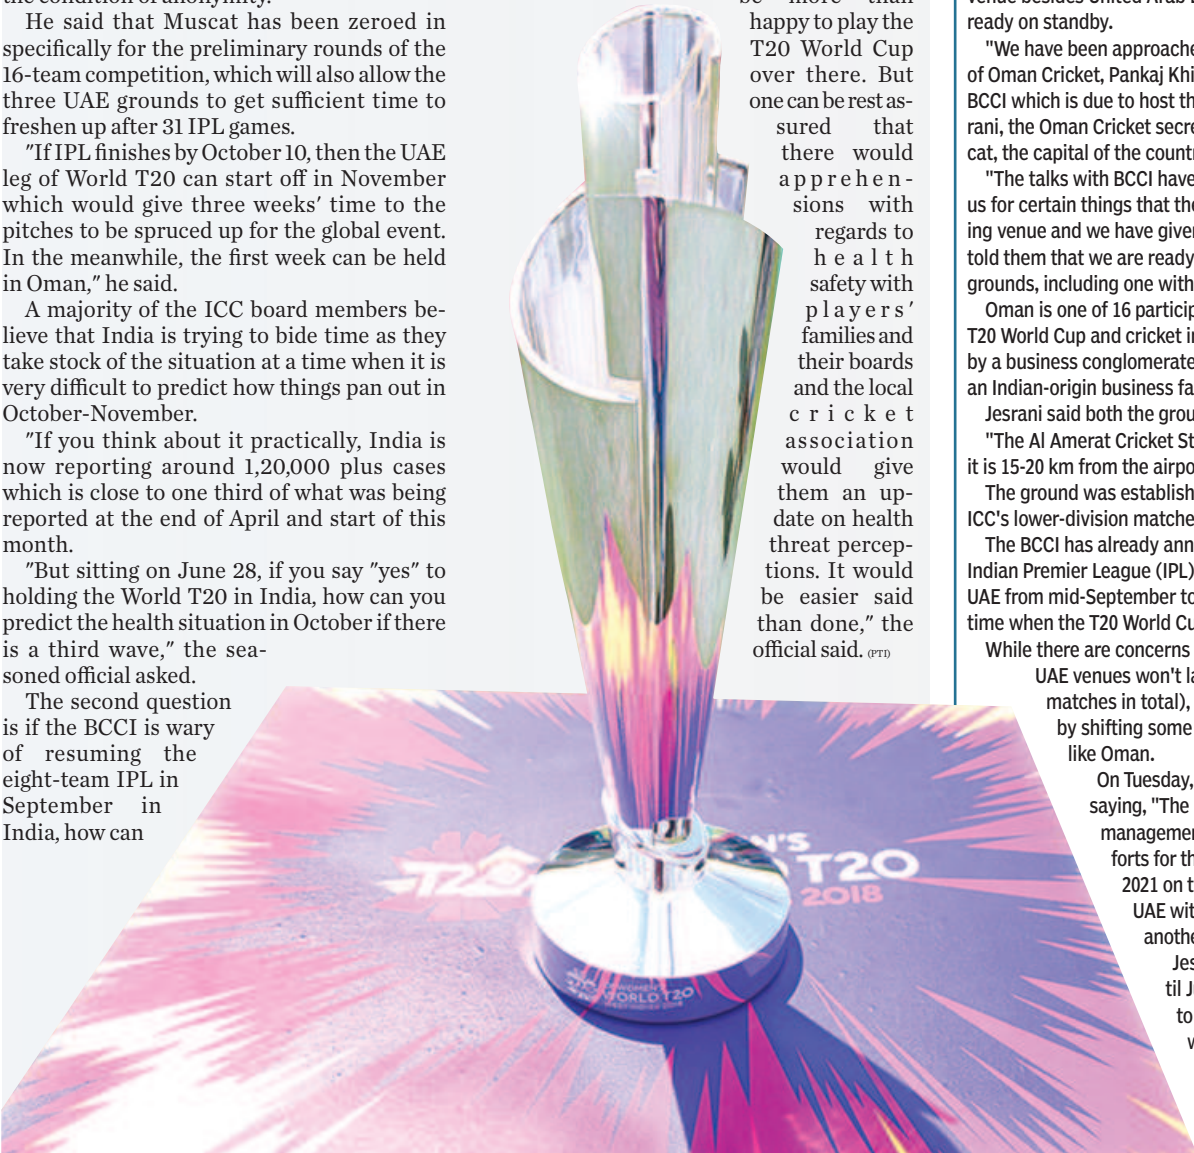 the condition of anonymity.
He said that Muscat has been zeroed in
specifically for the preliminary rounds of the
16-team competition, which will also allow the
three UAE grounds to get sufficient time to
freshen up after 31 IPL games.
"If IPL finishes by October 10, then the UAE
leg of World T20 can start off in November
which would give three weeks' time to the
pitches to be spruced up for the global event.
In the meanwhile, the first week can be held
in Oman," he said.
A majority of the ICC board members be-
lieve that India is trying to bide time as they
take stock of the situation at a time when it is
very difficult to predict how things pan out in
October-November.
"If you think about it practically, India is
now reporting around 1,20,000 plus cases
which is close to one third of what was being
reported at the end of April and start of this
month.
"But sitting on June 28, if you say "yes" to
holding the World T20 in India, how can you
predict the health situation in October if there
is a third wave," the sea-
soned official asked.
The second question
is if the BCCI is wary
of resuming the
eight-team IPL in
September in
India, how can
be more than
happy to play the
T20 World Cup
over there. But
one can be rest as-
sured that
there would
apprehen-
sions with
regards to
health
safety with
players'
families and
their boards
and the local
cricket
association
would give
them an up-
date on health
threat percep-
tions. It would
be easier said
than done," the
official said. (PTI)
venue besides United Arab
ready on standby.
"We have been approache
of Oman Cricket, Pankaj Khi
BCCI which is due to host th
rani, the Oman Cricket secre
cat, the capital of the countr
"The talks with BCCI have
us for certain things that the
ing venue and we have given
told them that we are ready
grounds, including one with
Oman is one of 16 particip
T20 World Cup and cricket in
by a business conglomerate
an Indian-origin business fa
Jesrani said both the grou
"The Al Amerat Cricket St
it is 15-20 km from the airpo
The ground was establish
ICC's lower-division matche
The BCCI has already ann
Indian Premier League (IPL)
UAE from mid-September to
time when the T20 World Cu
While there are concerns
UAE venues won't la
matches in total),
by shifting some
like Oman.
On Tuesday,
saying, "The
managemen
forts for th
2021 on t
UAE wit
anothe
Jes
til J
to
w
T20
N'S
T20
2018
WOMEN'S
WORLD T20